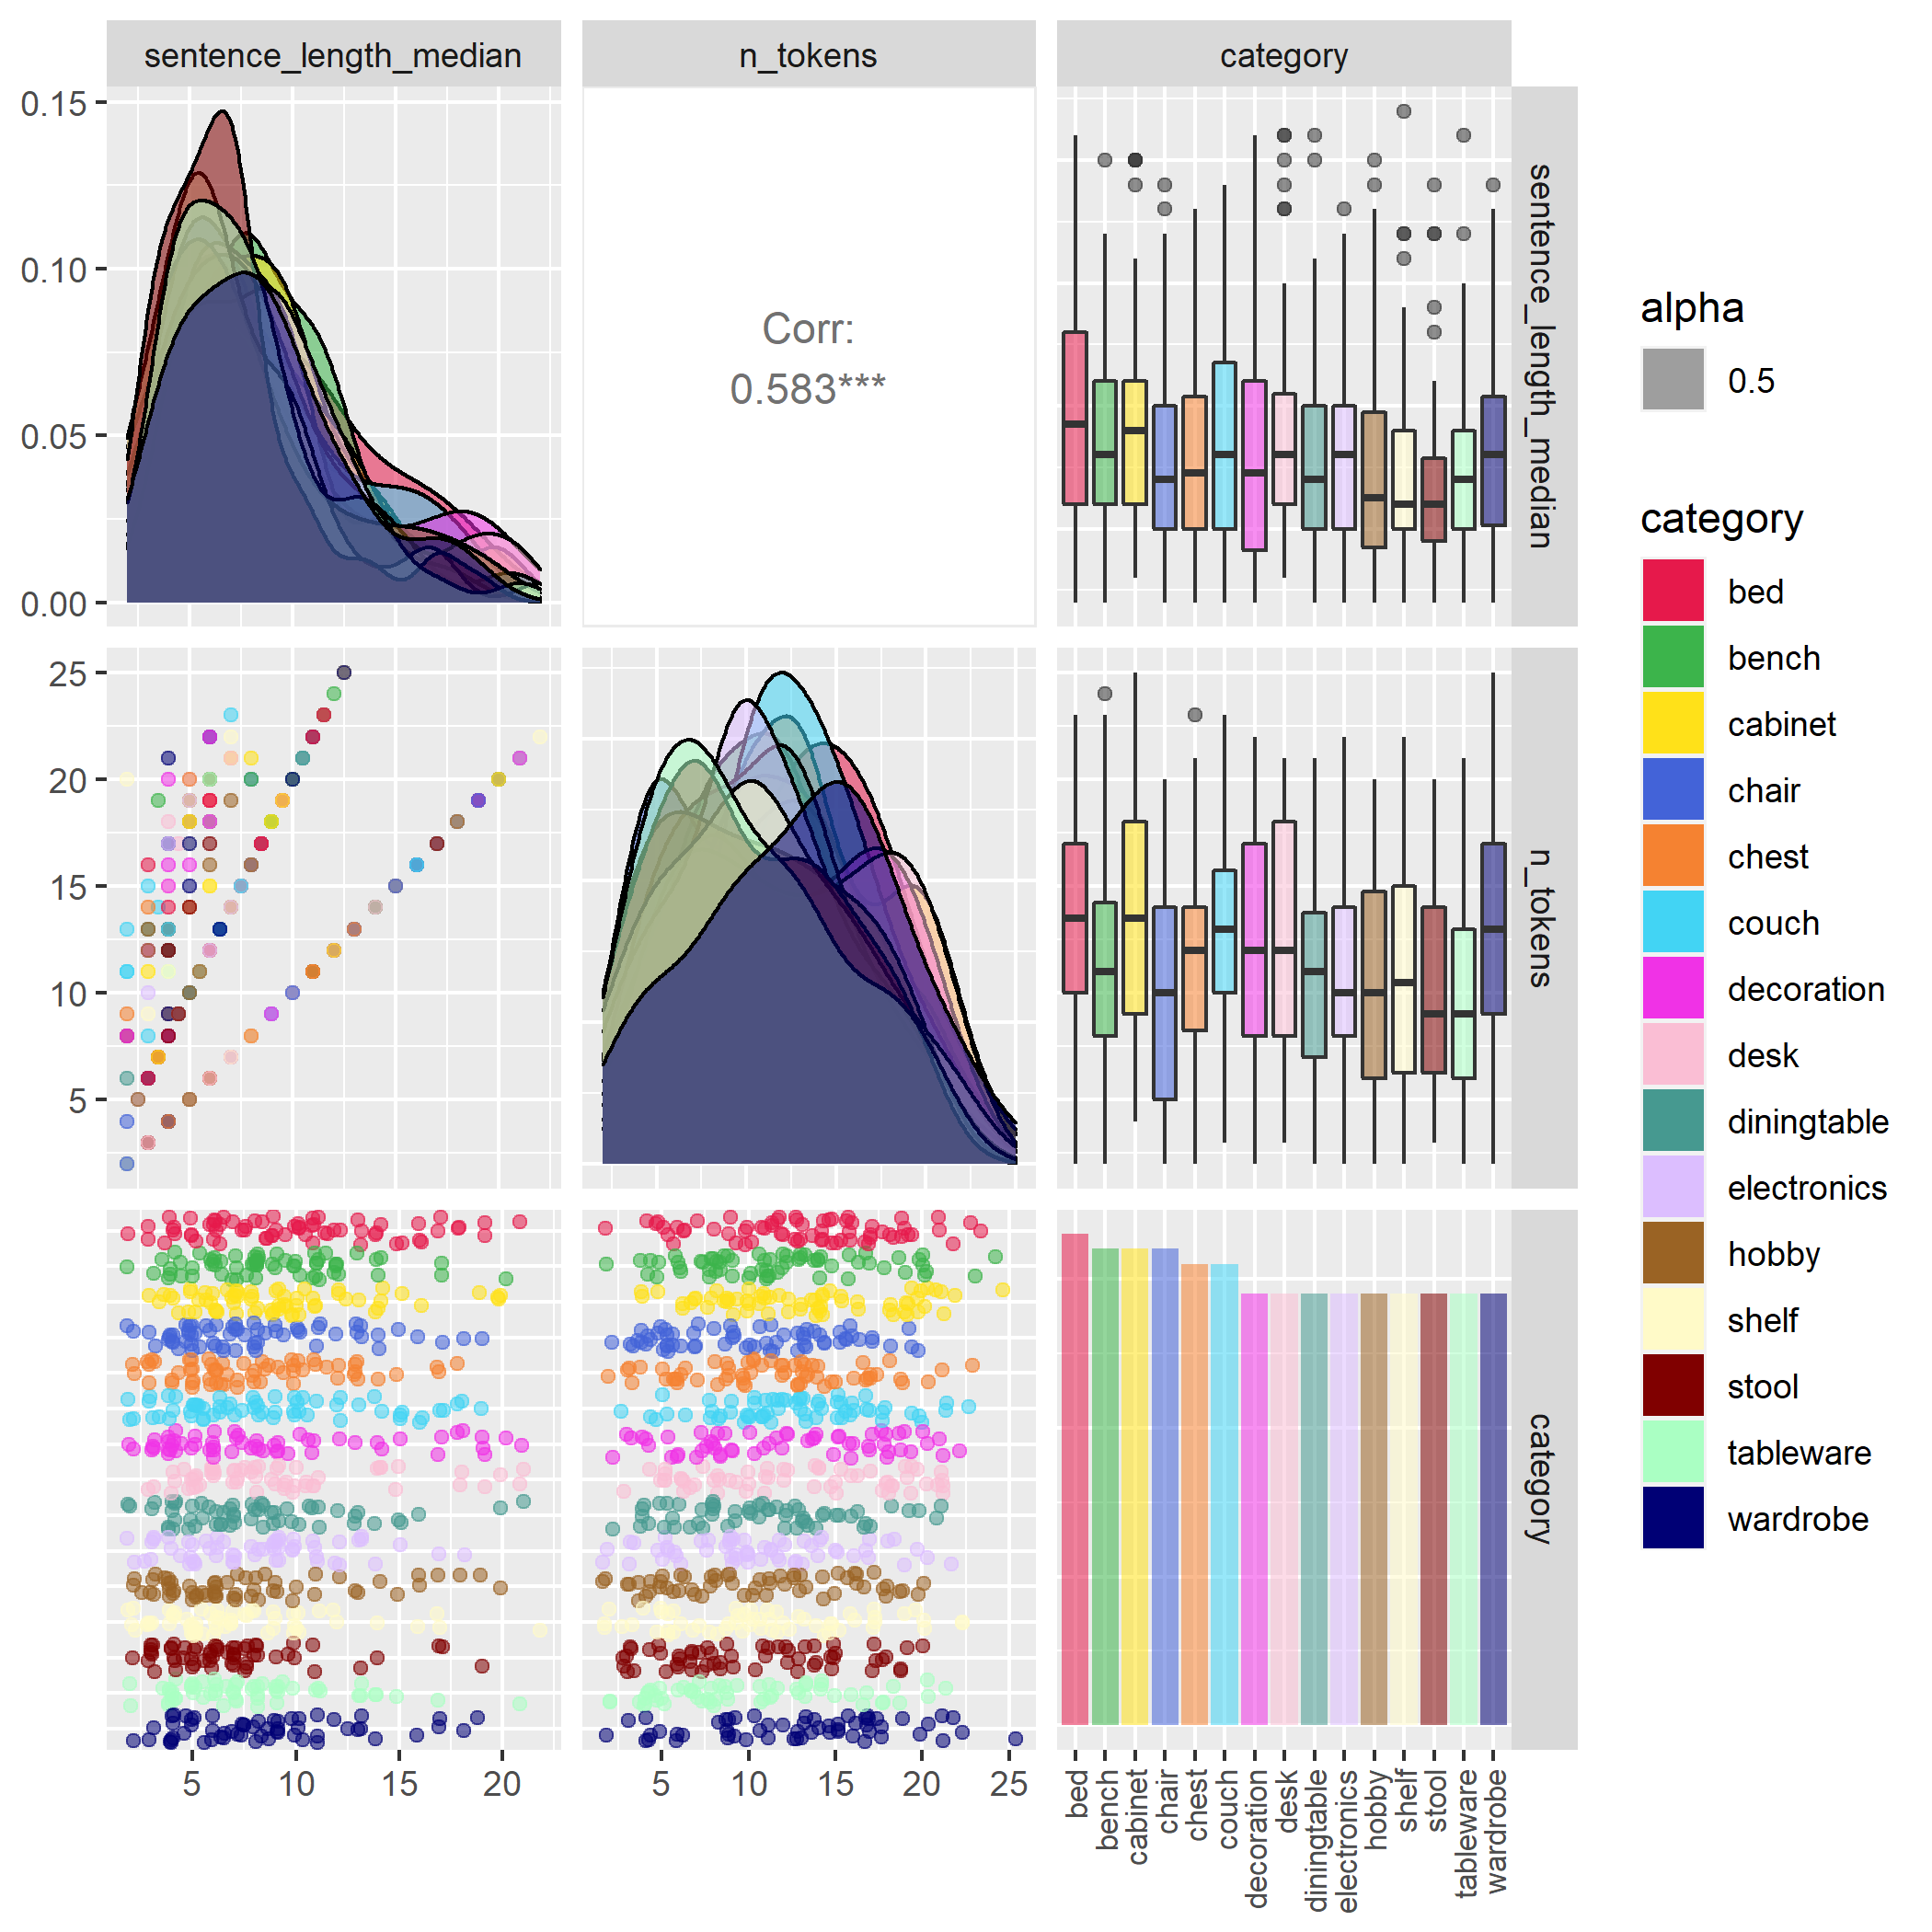 sentence_length_median
n_tokens
category
0.15
0.10
0.05
0.00
Corr:
0.583***
sentence_length_median
25
20
15
10
5
n_tokens
category
5
10
15
20
5
10
15
20
25
bed
bench
cabinet
chair
chest
couch
decoration
desk
diningtable
electronics
hobby
shelf
stool
tableware
wardrobe
alpha
0.5
category
bed
bench
cabinet
chair
chest
couch
decoration
desk
diningtable
electronics
hobby
shelf
stool
tableware
wardrobe